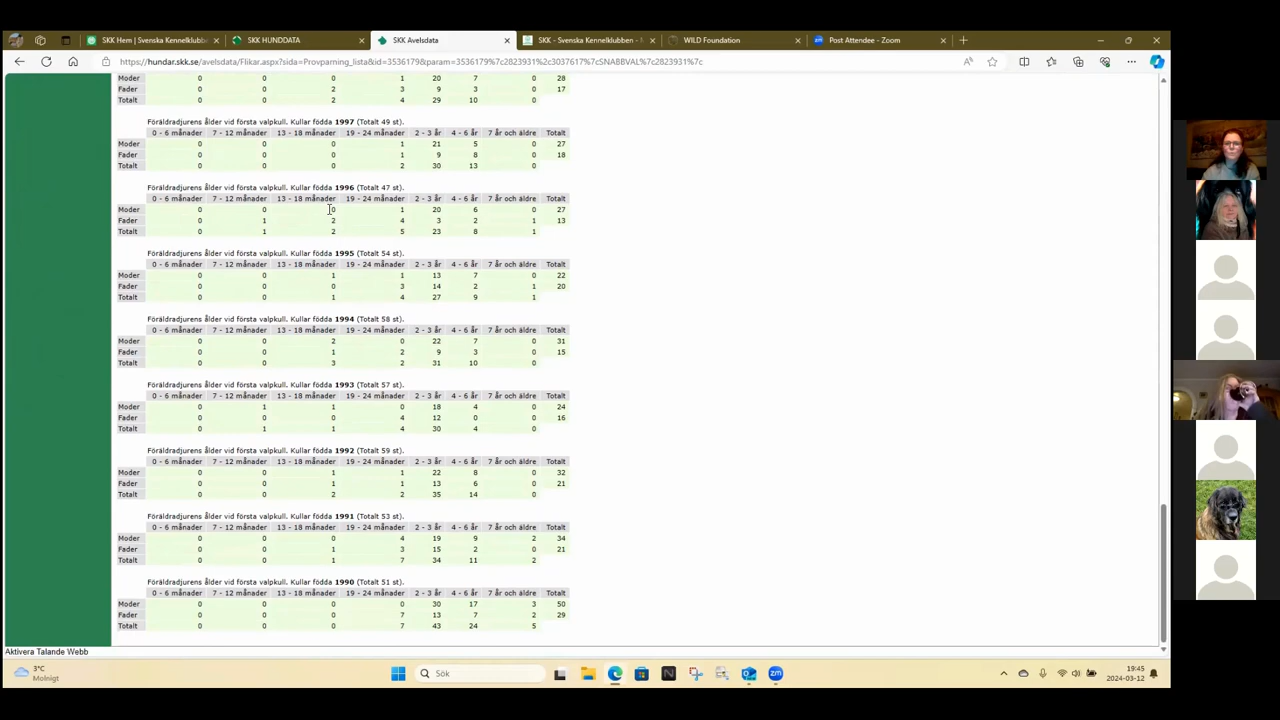 SKK Hem | Svenska Kennelklubbe
SKK HUNDDATA
SKK Avelsdata
SKK - Svenska Kennelklubben -
WILD Foundation
Post Attendee - Zoom
https://hundar.skk.se/avelsdata/Flikar.aspx?sida=Provparning_lista&id=3536179&param=3536179%7c2823931%7c3037617%7cSNABBVAL%7c2823931%7c
Moder 0 0 0 1 20 7 0 28
Fader 0 0 2 3 9 3 0 17
Totalt 0 0 2 4 29 10 0
Föräldradjurens ålder vid första valpkull. Kullar födda 1997 (Totalt 49 st).
0 - 6 månader 7 - 12 månader 13 - 18 månader 19 - 24 månader 2 - 3 år 4 - 6 år 7 år och äldre Totalt
Moder 0 0 0 1 21 5 0 27
Fader 0 0 0 1 9 8 0 18
Totalt 0 0 0 2 30 13 0
Föräldradjurens ålder vid första valpkull. Kullar födda 1996 (Totalt 47 st).
0 - 6 månader 7 - 12 månader 13 - 18 månader 19 - 24 månader 2 - 3 år 4 - 6 år 7 år och äldre Totalt
Moder 0 0 0 1 20 6 0 27
Fader 0 1 2 4 3 2 1 13
Totalt 0 1 2 5 23 8 1
Föräldradjurens ålder vid första valpkull. Kullar födda 1995 (Totalt 54 st).
0 - 6 månader 7 - 12 månader 13 - 18 månader 19 - 24 månader 2 - 3 år 4 - 6 år 7 år och äldre Totalt
Moder 0 0 1 1 13 7 0 22
Fader 0 0 0 3 14 2 1 20
Totalt 0 0 1 4 27 9 1
Föräldradjurens ålder vid första valpkull. Kullar födda 1994 (Totalt 58 st).
0 - 6 månader 7 - 12 månader 13 - 18 månader 19 - 24 månader 2 - 3 år 4 - 6 år 7 år och äldre Totalt
Moder 0 0 2 0 22 7 0 31
Fader 0 0 1 2 9 3 0 15
Totalt 0 0 3 2 31 10 0
Föräldradjurens ålder vid första valpkull. Kullar födda 1993 (Totalt 57 st).
0 - 6 månader 7 - 12 månader 13 - 18 månader 19 - 24 månader 2 - 3 år 4 - 6 år 7 år och äldre Totalt
Moder 0 1 1 0 18 4 0 24
Fader 0 0 0 4 12 0 0 16
Totalt 0 1 1 4 30 4 0
Föräldradjurens ålder vid första valpkull. Kullar födda 1992 (Totalt 59 st).
0 - 6 månader 7 - 12 månader 13 - 18 månader 19 - 24 månader 2 - 3 år 4 - 6 år 7 år och äldre Totalt
Moder 0 0 1 1 22 8 0 32
Fader 0 0 1 1 13 6 0 21
Totalt 0 0 2 2 35 14 0
Föräldradjurens ålder vid första valpkull. Kullar födda 1991 (Totalt 53 st).
0 - 6 månader 7 - 12 månader 13 - 18 månader 19 - 24 månader 2 - 3 år 4 - 6 år 7 år och äldre Totalt
Moder 0 0 0 4 19 9 2 34
Fader 0 0 1 3 15 2 0 21
Totalt 0 0 1 7 34 11 2
Föräldradjurens ålder vid första valpkull. Kullar födda 1990 (Totalt 51 st).
0 - 6 månader 7 - 12 månader 13 - 18 månader 19 - 24 månader 2 - 3 år 4 - 6 år 7 år och äldre Totalt
Moder 0 0 0 0 30 17 3 50
Fader 0 0 0 7 13 7 2 29
Totalt 0 0 0 7 43 24 5
Aktivera Talande Webb
3°C
Molnigt
Sök
zm
19:45
2024-03-12